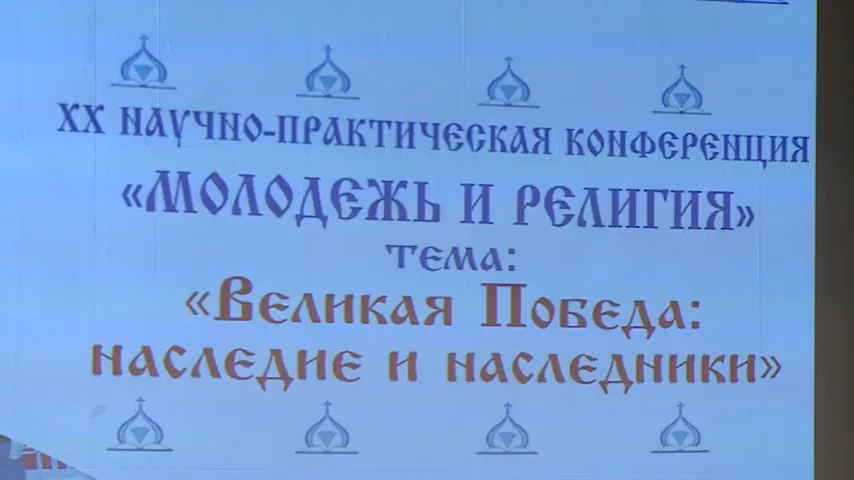 XX НАУЧНО-ПРАКТИЧЕСКАЯ КОНФЕРЕНЦИЯ
«МОЛОДЕЖЬ И РЕЛИГИЯ»
ТЕМА:
«ВЕЛИКАЯ ПОБЕДА:
НАСЛЕДИЕ И НАСЛЕДНИКИ»